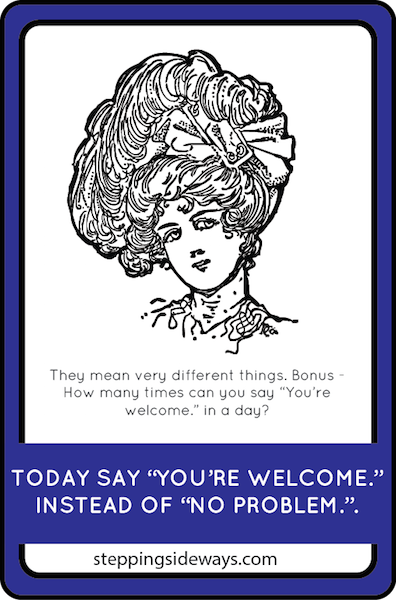 They mean very different things. Bonus -
How many times can you say “You’re
welcome.” in a day?
TODAY SAY “YOU’RE WELCOME.”
INSTEAD OF “NO PROBLEM.”.
steppingsideways.com